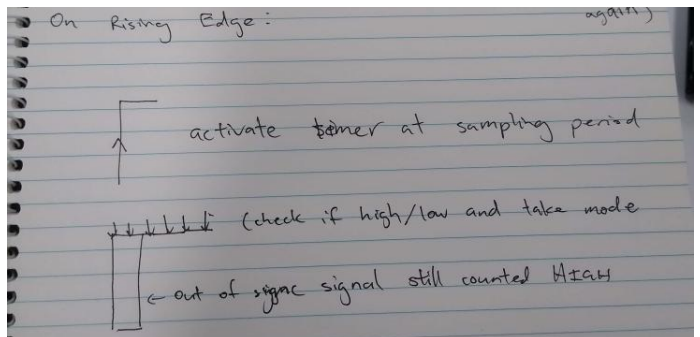 On Rising Edge:
again)
activate timer at sampling period
(check if high/low and take mode
← out of sync signal still counted HIGH